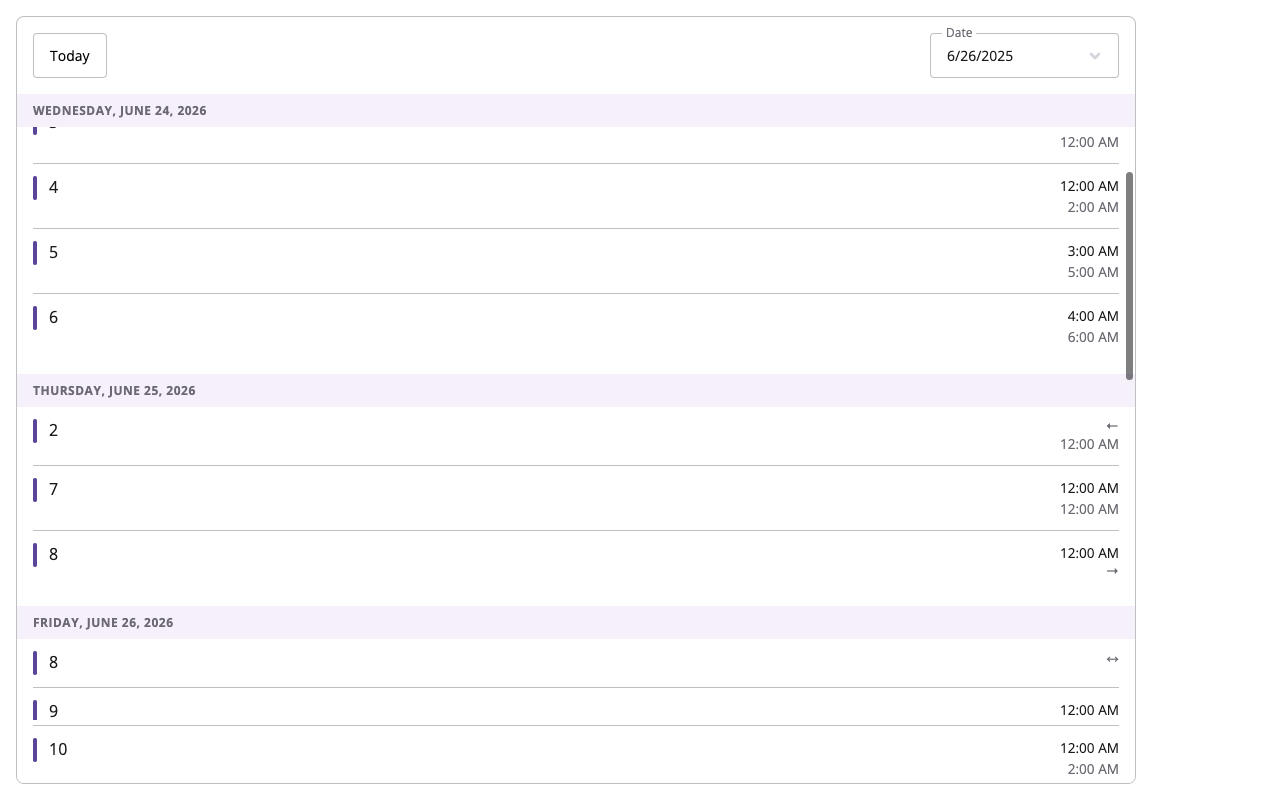 Today
Date
6/26/2025
WEDNESDAY, JUNE 24, 2026
12:00 AM
4
12:00 AM
2:00 AM
5
3:00 AM
5:00 AM
6
4:00 AM
6:00 AM
THURSDAY, JUNE 25, 2026
2
←
12:00 AM
7
12:00 AM
12:00 AM
8
12:00 AM
→
FRIDAY, JUNE 26, 2026
8
↔
9
12:00 AM
10
12:00 AM
2:00 AM